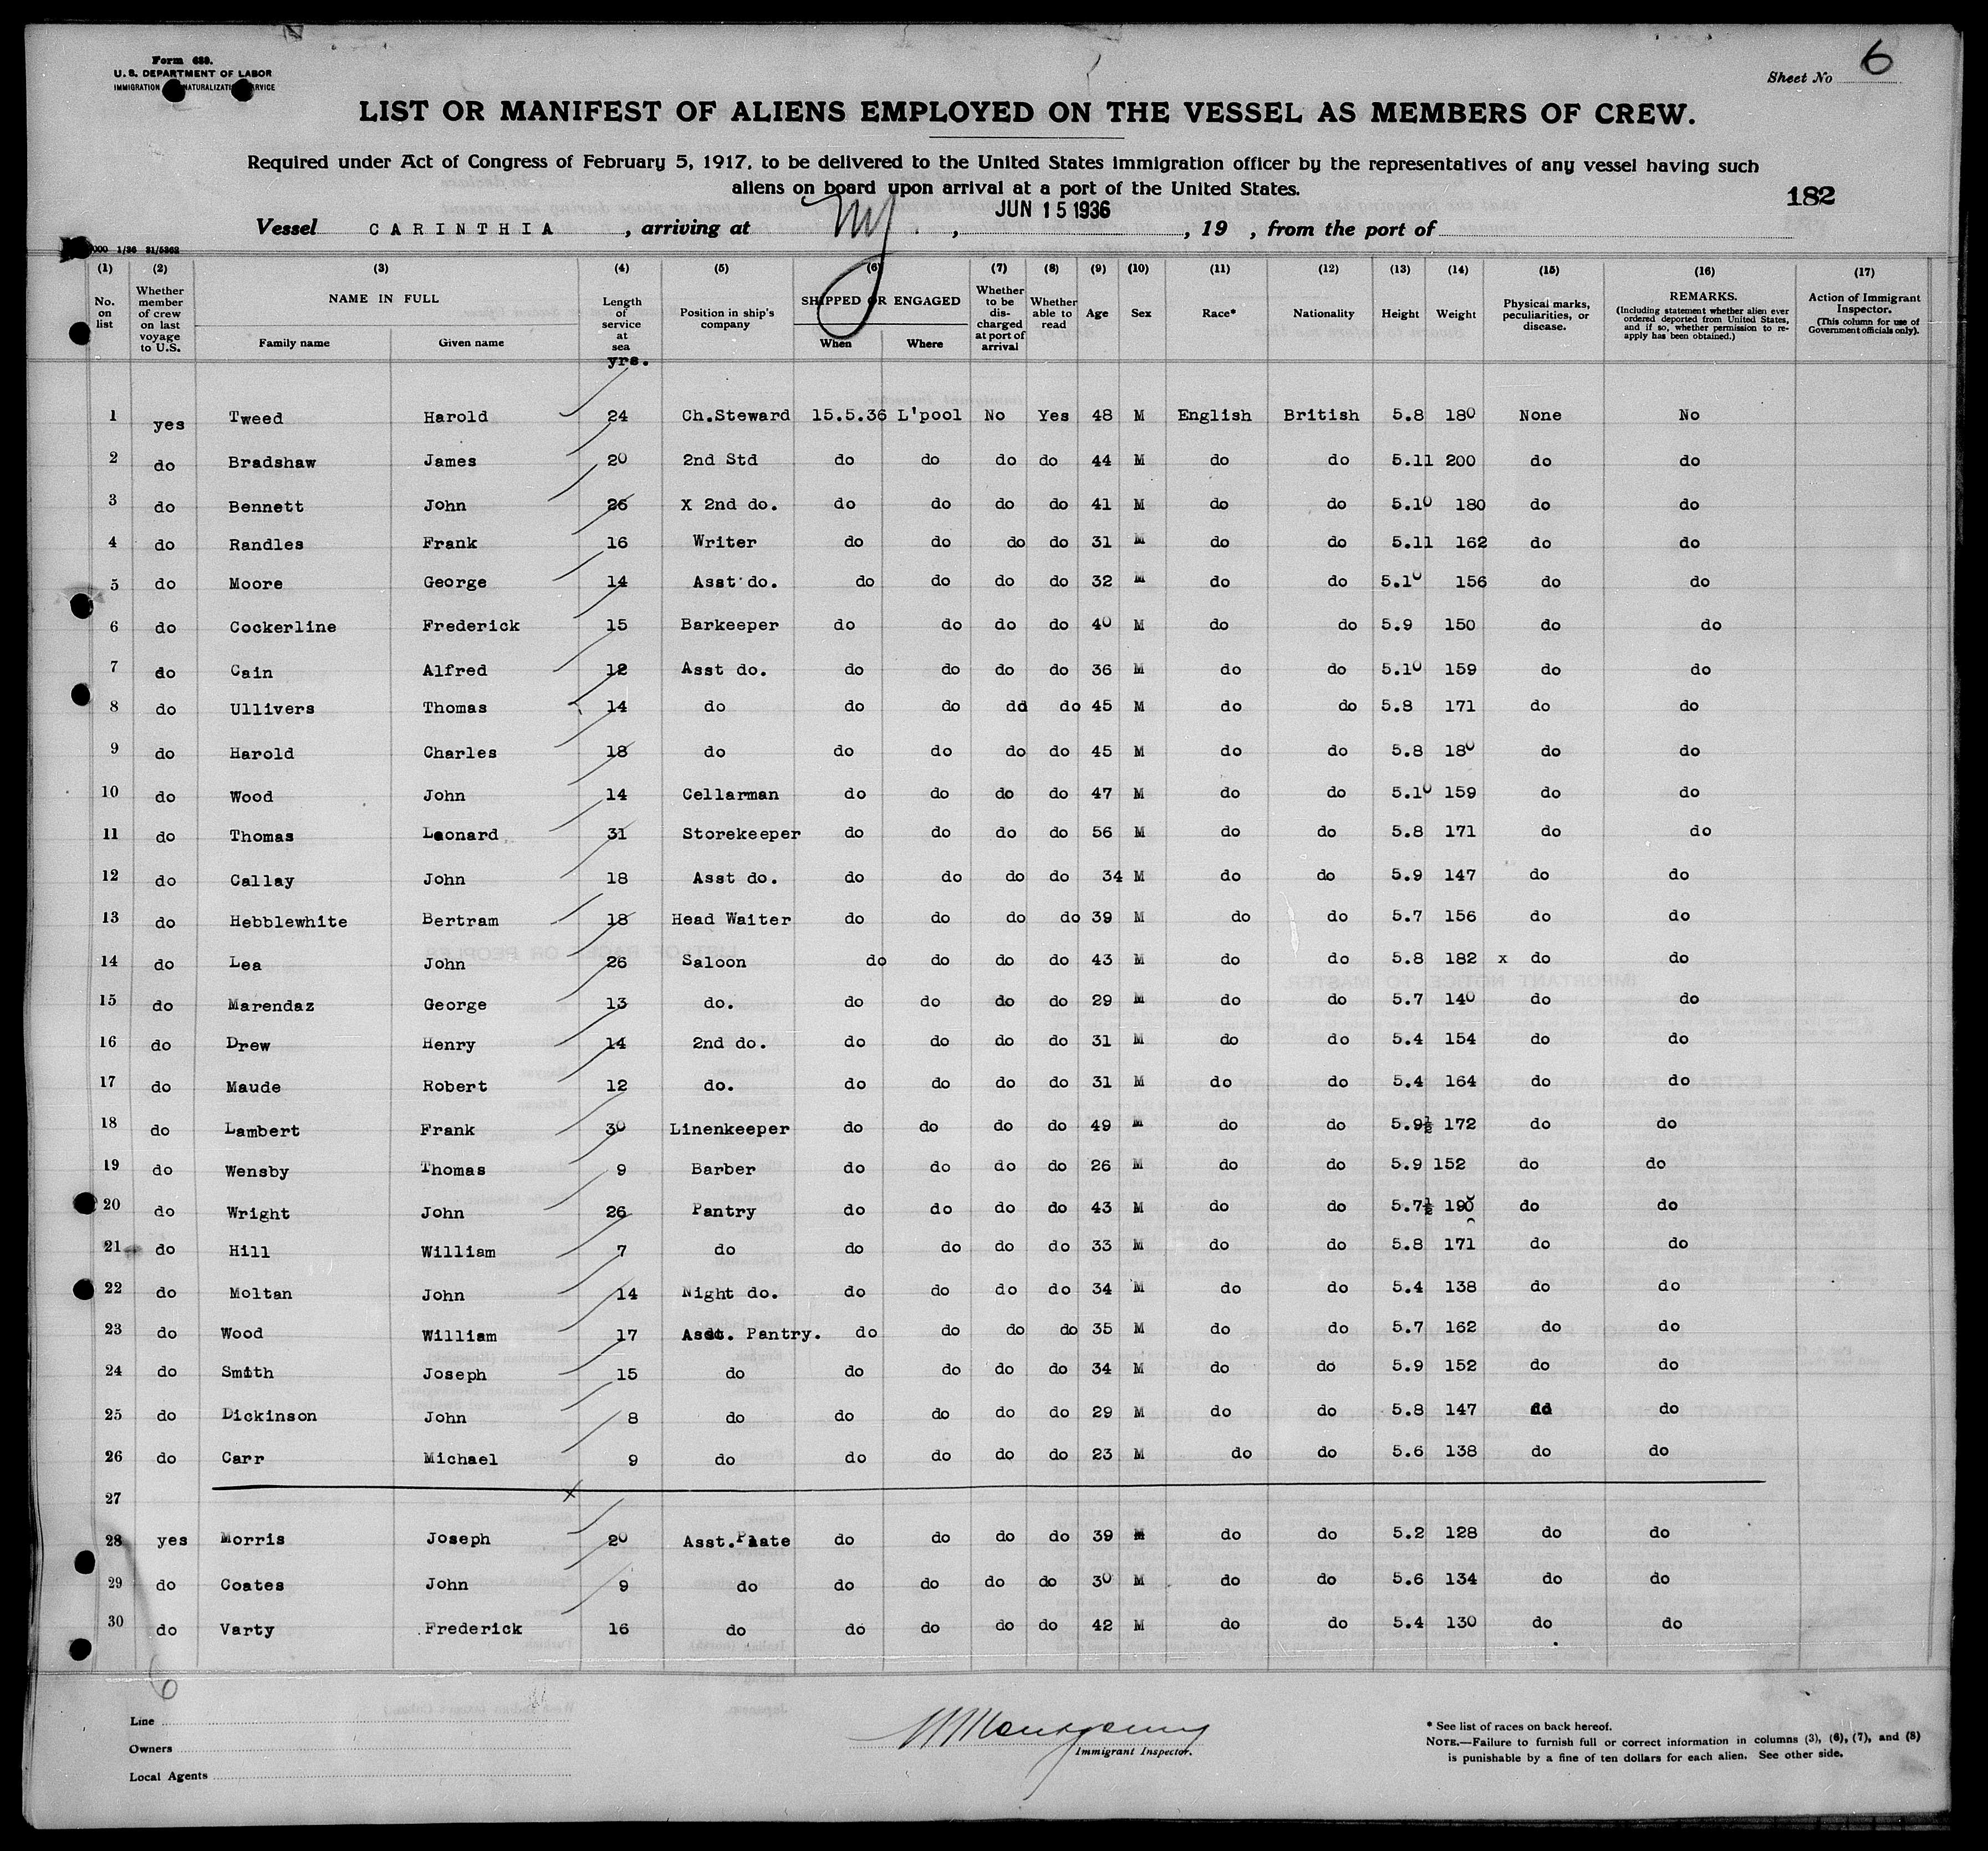 Form 680.
U. S. DEPARTMENT OF LABOR
IMMIGRATION NATURALIZATION SERVICE
Sheet No 6
LIST OR MANIFEST OF ALIENS EMPLOYED ON THE VESSEL AS MEMBERS OF CREW.
Required under Act of Congress of February 5, 1917, to be delivered to the United States immigration officer by the representatives of any vessel having such
aliens on board upon arrival at a port of the United States.
182
JUN 15 1936
Vessel CARINTHIA , arriving at NY , , 19 , from the port of
(1) (2) (3) (4) (5) (6) (7) (8) (9) (10) (11) (12) (13) (14) (15) (16) (17)
No. on list
Whether member of crew on last voyage to U.S.
NAME IN FULL
Family name Given name
Length of service at sea
yrs.
Position in ship's company
SHIPPED OR ENGAGED
When Where
Whether to be discharged at port of arrival
Whether able to read
Age Sex Race* Nationality Height Weight
Physical marks, peculiarities, or disease.
REMARKS.
(Including statement whether alien ever ordered deported from United States, and if so, whether permission to reapply has been obtained.)
Action of Immigrant Inspector.
(This column for use of Government officials only).
1 yes Tweed Harold 24 Ch.Steward 15.5.36 L'pool No Yes 48 M English British 5.8 180 None No
2 do Bradshaw James 20 2nd Std do do do do 44 M do do 5.11 200 do do
3 do Bennett John 26 X 2nd do. do do do do 41 M do do 5.10 180 do do
4 do Randles Frank 16 Writer do do do do 31 M do do 5.11 162 do do
5 do Moore George 14 Asst do. do do do do 32 M do do 5.10 156 do do
6 do Cockerline Frederick 15 Barkeeper do do do do 40 M do do 5.9 150 do do
7 do Cain Alfred 12 Asst do. do do do do 36 M do do 5.10 159 do do
8 do Ullivers Thomas 14 do do do dd do 45 M do do 5.8 171 do do
9 do Harold Charles 18 do do do do do 45 M do do 5.8 180 do do
10 do Wood John 14 Cellarman do do do do 47 M do do 5.10 159 do do
11 do Thomas Leonard 31 Storekeeper do do do do 56 M do do 5.8 171 do do
12 do Callay John 18 Asst do. do do do do 34 M do do 5.9 147 do do
13 do Hebblewhite Bertram 18 Head Waiter do do do do 39 M do do 5.7 156 do do
14 do Lea John 26 Saloon do do do do 43 M do do 5.8 182 x do do
15 do Marendaz George 13 do. do do do do 29 M do do 5.7 140 do do
16 do Drew Henry 14 2nd do. do do do do 31 M do do 5.4 154 do do
17 do Maude Robert 12 do. do do do do 31 M do do 5.4 164 do do
18 do Lambert Frank 30 Linenkeeper do do do do 49 M do do 5.9½ 172 do do
19 do Wensby Thomas 9 Barber do do do do 26 M do do 5.9 152 do do
20 do Wright John 26 Pantry do do do do 43 M do do 5.7½ 190 do do
21 do Hill William 7 do do do do do 33 M do do 5.8 171 do do
22 do Moltan John 14 Night do. do do do do 34 M do do 5.4 138 do do
23 do Wood William 17 Asst. Pantry. do do do do 35 M do do 5.7 162 do do
24 do Smith Joseph 15 do do do do do 34 M do do 5.9 152 do do
25 do Dickinson John 8 do do do do do 29 M do do 5.8 147 dd do
26 do Carr Michael 9 do do do do do 23 M do do 5.6 138 do do
27 x
28 yes Morris Joseph 20 Asst.Plate do do do do 39 M do do 5.2 128 do do
29 do Coates John 9 do do do do do 30 M do do 5.6 134 do do
30 do Varty Frederick 16 do do do do do 42 M do do 5.4 130 do do
6
Line
Owners
Local Agents
Immigrant Inspector.
* See list of races on back hereof.
NOTE.—Failure to furnish full or correct information in columns (3), (6), (7), and (8)
is punishable by a fine of ten dollars for each alien. See other side.